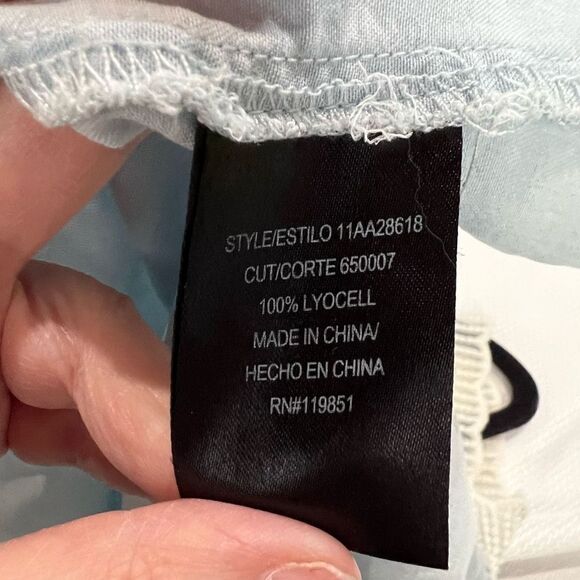 STYLE/ESTILO 11AA28618
CUT/CORTE 650007
100% LYOCELL
MADE IN CHINA/
HECHO EN CHINA
RN#119851